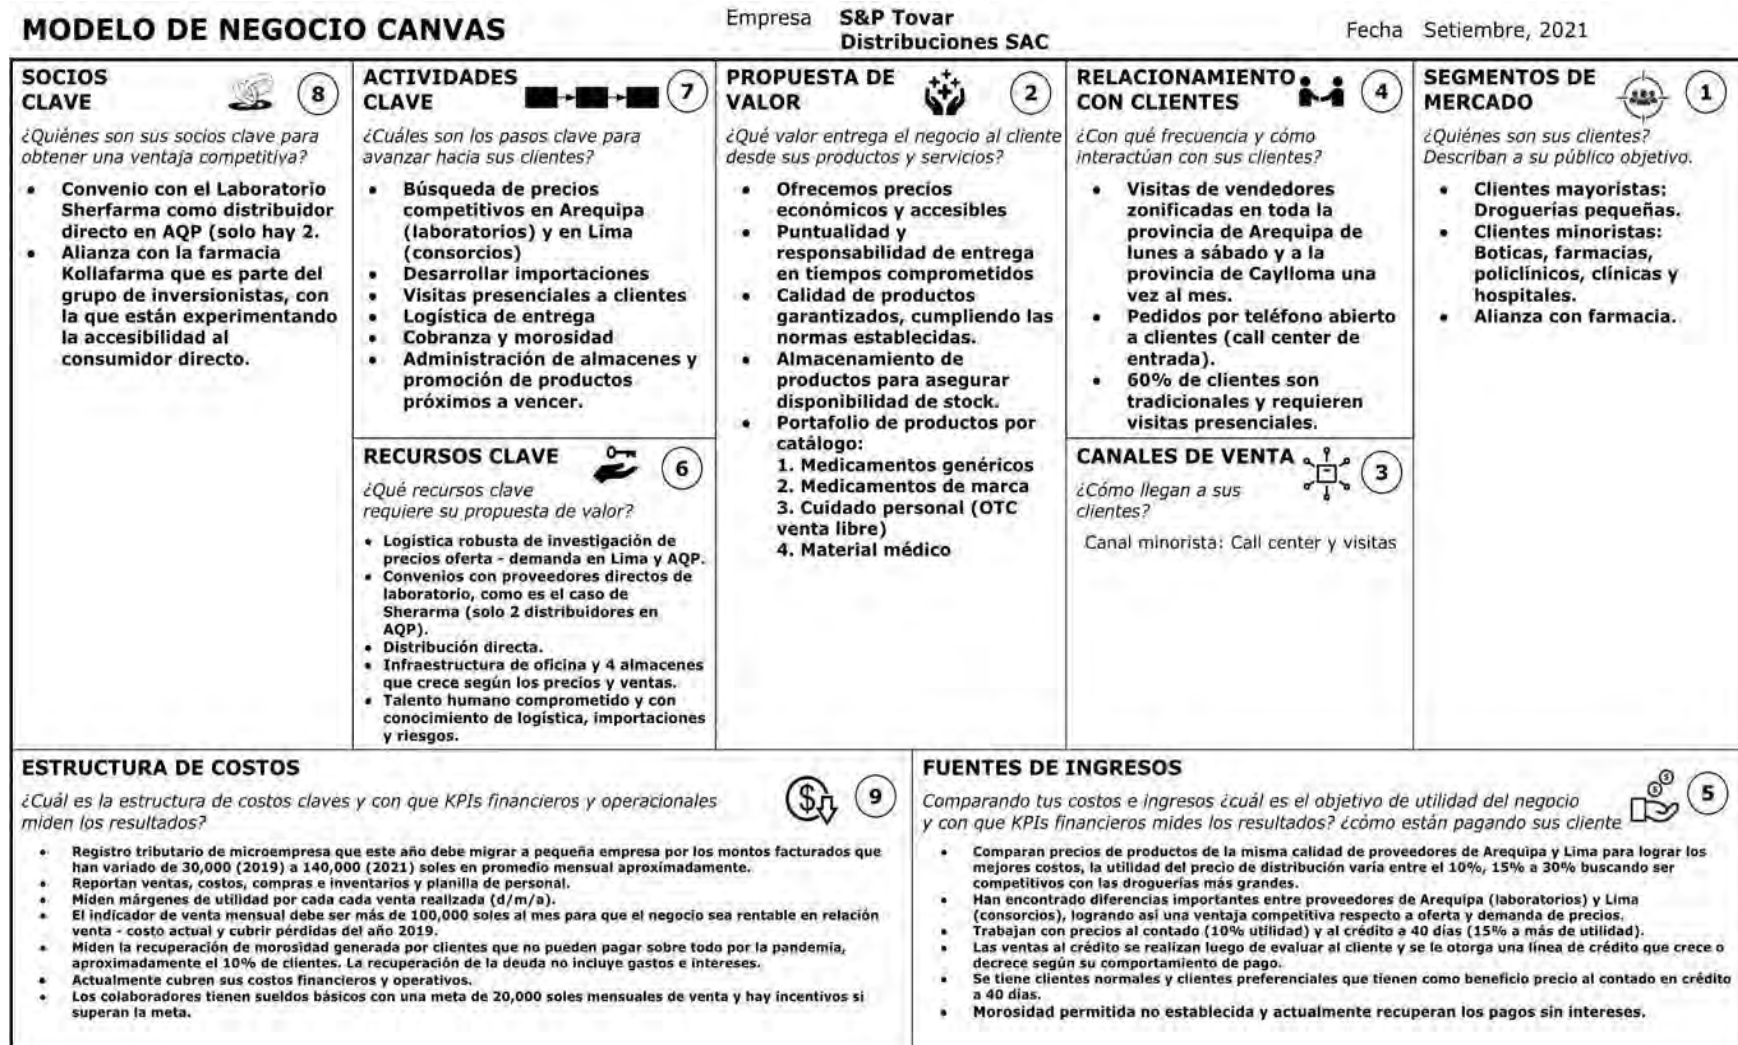 MODELO DE NEGOCIO CANVAS
Empresa S&P Tovar
Distribuciones SAC
Fecha Setiembre, 2021
SOCIOS
CLAVE
8
¿Quiénes son sus socios clave para
obtener una ventaja competitiva?
• Convenio con el Laboratorio
Sherfarma como distribuidor
directo en AQP (solo hay 2.
• Alianza con la farmacia
Kollafarma que es parte del
grupo de inversionistas, con
la que están experimentando
la accesibilidad al
consumidor directo.
ACTIVIDADES
CLAVE
7
¿Cuáles son los pasos clave para
avanzar hacia sus clientes?
• Búsqueda de precios
competitivos en Arequipa
(laboratorios) y en Lima
(consorcios)
• Desarrollar importaciones
• Visitas presenciales a clientes
• Logística de entrega
• Cobranza y morosidad
• Administración de almacenes y
promoción de productos
próximos a vencer.
RECURSOS CLAVE
6
¿Qué recursos clave
requiere su propuesta de valor?
• Logística robusta de investigación de
precios oferta - demanda en Lima y AQP.
• Convenios con proveedores directos de
laboratorio, como es el caso de
Sherarma (solo 2 distribuidores en
AQP).
• Distribución directa.
• Infraestructura de oficina y 4 almacenes
que crece según los precios y ventas.
• Talento humano comprometido y con
conocimiento de logística, importaciones
y riesgos.
PROPUESTA DE
VALOR
2
¿Qué valor entrega el negocio al cliente
desde sus productos y servicios?
• Ofrecemos precios
económicos y accesibles
• Puntualidad y
responsabilidad de entrega
en tiempos comprometidos
• Calidad de productos
garantizados, cumpliendo las
normas establecidas.
• Almacenamiento de
productos para asegurar
disponibilidad de stock.
• Portafolio de productos por
catálogo:
1. Medicamentos genéricos
2. Medicamentos de marca
3. Cuidado personal (OTC
venta libre)
4. Material médico
RELACIONAMIENTO
CON CLIENTES
4
¿Con qué frecuencia y cómo
interactúan con sus clientes?
• Visitas de vendedores
zonificadas en toda la
provincia de Arequipa de
lunes a sábado y a la
provincia de Caylloma una
vez al mes.
• Pedidos por teléfono abierto
a clientes (call center de
entrada).
• 60% de clientes son
tradicionales y requieren
visitas presenciales.
CANALES DE VENTA
3
¿Cómo llegan a sus
clientes?
Canal minorista: Call center y visitas
SEGMENTOS DE
MERCADO
1
¿Quiénes son sus clientes?
Describan a su público objetivo.
• Clientes mayoristas:
Droguerías pequeñas.
• Clientes minoristas:
Boticas, farmacias,
policlínicos, clínicas y
hospitales.
• Alianza con farmacia.
ESTRUCTURA DE COSTOS
9
¿Cuál es la estructura de costos claves y con que KPIs financieros y operacionales
miden los resultados?
• Registro tributario de microempresa que este año debe migrar a pequeña empresa por los montos facturados que
han variado de 30,000 (2019) a 140,000 (2021) soles en promedio mensual aproximadamente.
• Reportan ventas, costos, compras e inventarios y planilla de personal.
• Miden márgenes de utilidad por cada cada venta realizada (d/m/a).
• El indicador de venta mensual debe ser más de 100,000 soles al mes para que el negocio sea rentable en relación
venta - costo actual y cubrir pérdidas del año 2019.
• Miden la recuperación de morosidad generada por clientes que no pueden pagar sobre todo por la pandemia,
aproximadamente el 10% de clientes. La recuperación de la deuda no incluye gastos e intereses.
• Actualmente cubren sus costos financieros y operativos.
• Los colaboradores tienen sueldos básicos con una meta de 20,000 soles mensuales de venta y hay incentivos si
superan la meta.
FUENTES DE INGRESOS
5
Comparando tus costos e ingresos ¿cuál es el objetivo de utilidad del negocio
y con que KPIs financieros mides los resultados? ¿cómo están pagando sus cliente
• Comparan precios de productos de la misma calidad de proveedores de Arequipa y Lima para lograr los
mejores costos, la utilidad del precio de distribución varía entre el 10%, 15% a 30% buscando ser
competitivos con las droguerías más grandes.
• Han encontrado diferencias importantes entre proveedores de Arequipa (laboratorios) y Lima
(consorcios), logrando así una ventaja competitiva respecto a oferta y demanda de precios.
• Trabajan con precios al contado (10% utilidad) y al crédito a 40 días (15% a más de utilidad).
• Las ventas al crédito se realizan luego de evaluar al cliente y se le otorga una línea de crédito que crece o
decrece según su comportamiento de pago.
• Se tiene clientes normales y clientes preferenciales que tienen como beneficio precio al contado en crédito
a 40 días.
• Morosidad permitida no establecida y actualmente recuperan los pagos sin intereses.